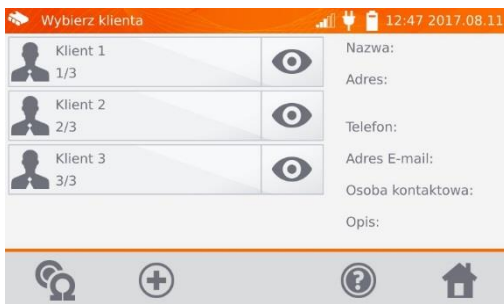 Wybierz klienta
12:47 2017.08.11
Klient 1
1/3
Klient 2
2/3
Klient 3
3/3
Nazwa:
Adres:
Telefon:
Adres E-mail:
Osoba kontaktowa:
Opis: